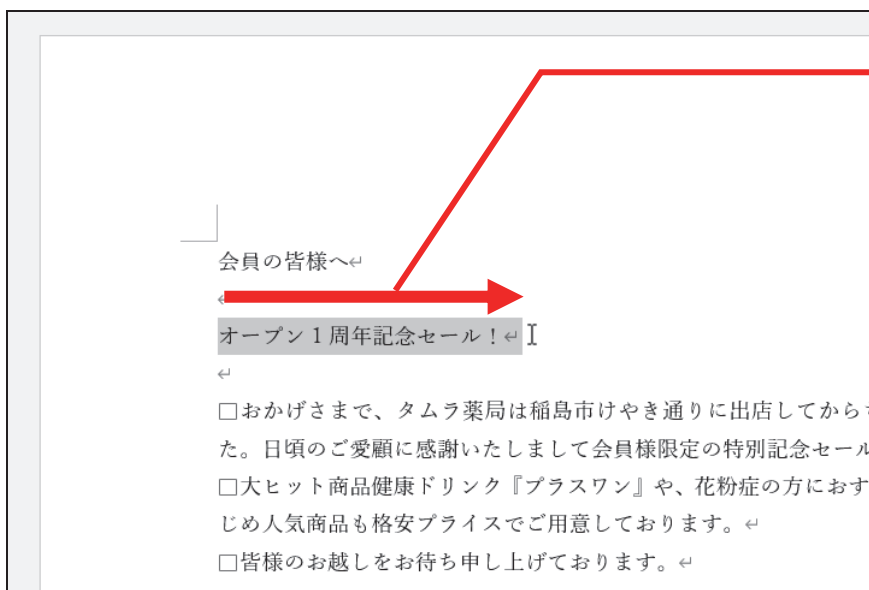 会員の皆様へ↵
↵
オープン１周年記念セール！↵
↵
□おかげさまで、タムラ薬局は稲島市けやき通りに出店してから
た。日頃のご愛顧に感謝いたしまして会員様限定の特別記念セール
□大ヒット商品健康ドリンク『プラスワン』や、花粉症の方におす
じめ人気商品も格安プライスでご用意しております。↵
□皆様のお越しをお待ち申し上げております。↵